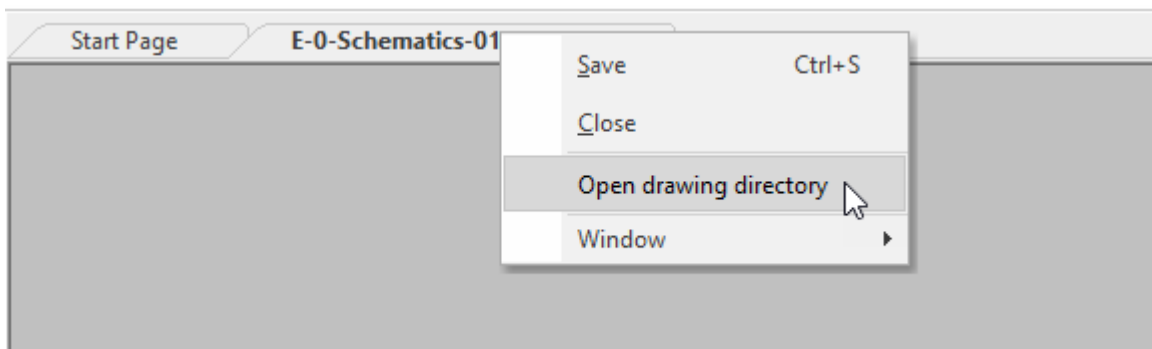 Start Page
E-0-Schematics-01
Save Ctrl+S
Close
Open drawing directory
Window